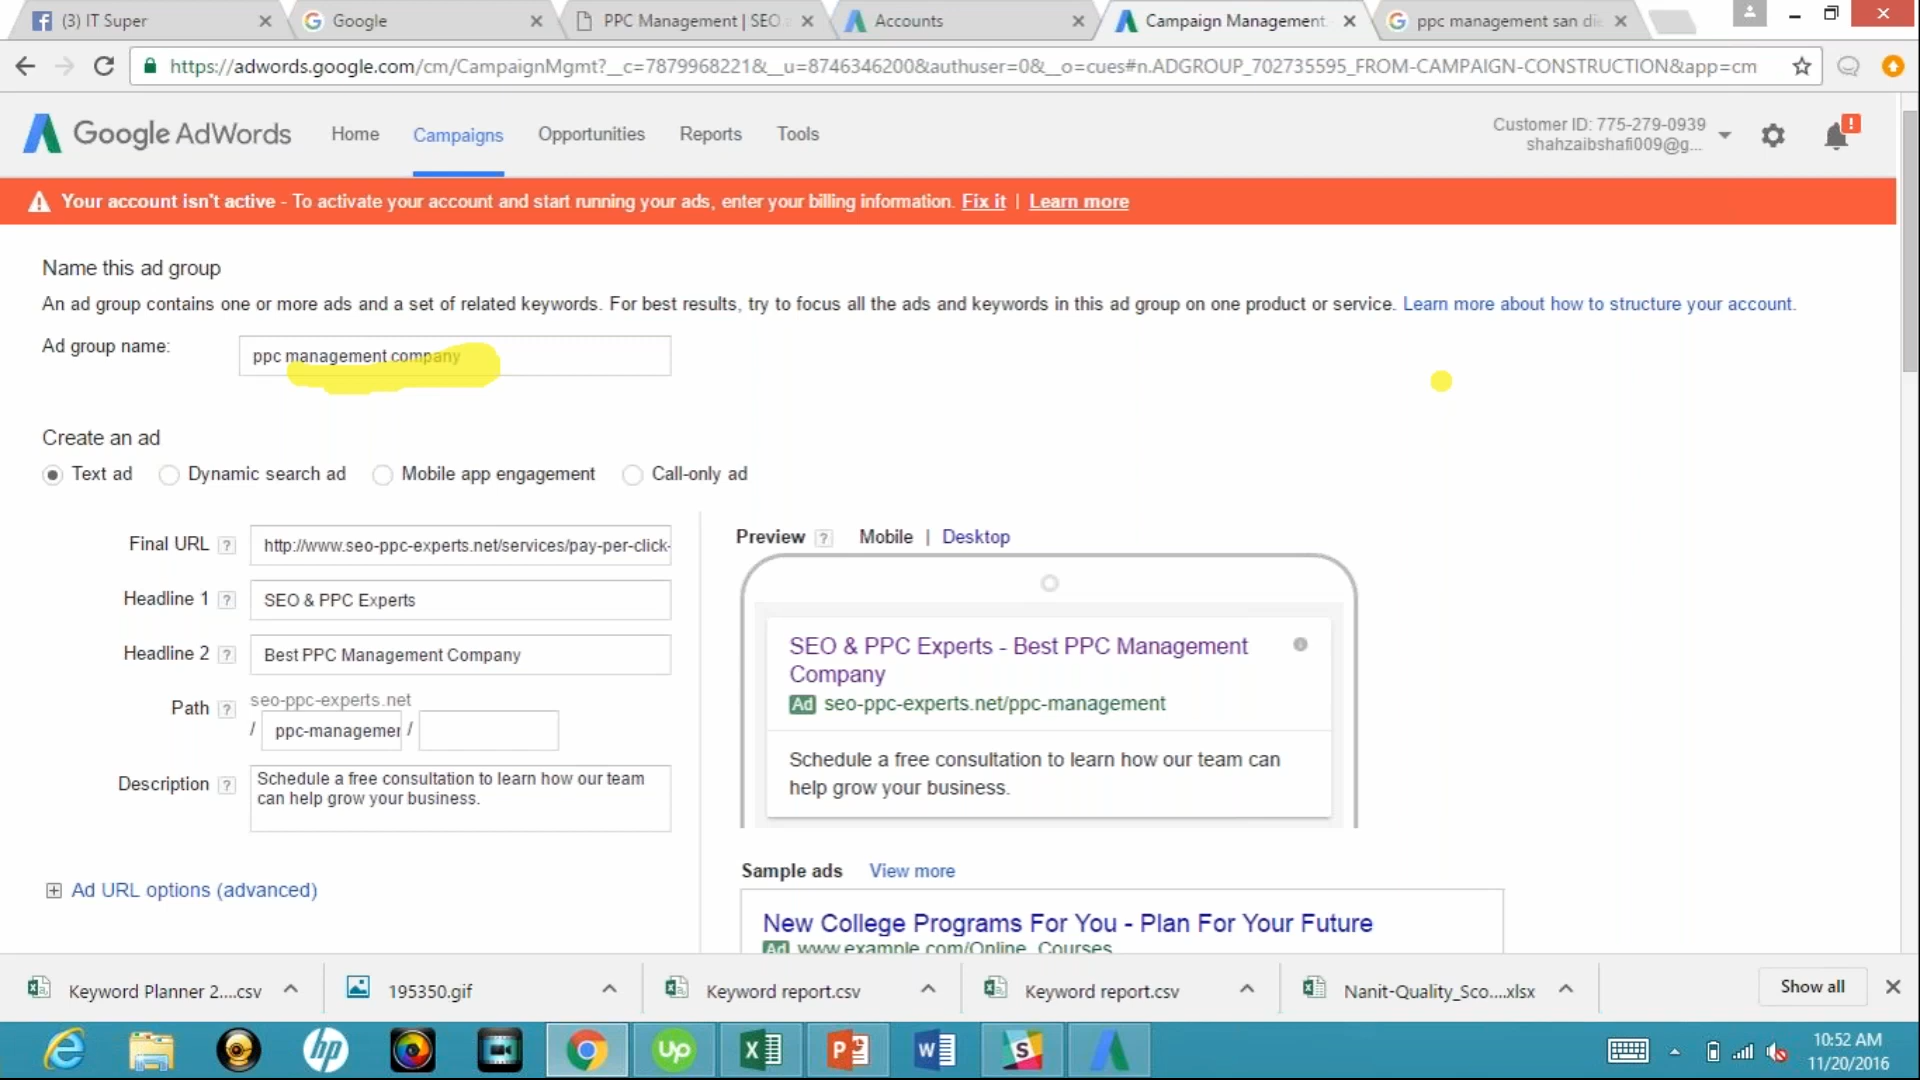 (3) IT Super
Google
PPC Management | SEO
Accounts
Campaign Management
ppc management san die
https://adwords.google.com/cm/CampaignMgmt?__c=7879968221&__u=8746346200&authuser=0&__o=cues#n.ADGROUP_702735595_FROM-CAMPAIGN-CONSTRUCTION&app=cm
Google AdWords
Home
Campaigns
Opportunities
Reports
Tools
Customer ID: 775-279-0939
shahzaibshafi009@g...
!
Your account isn't active - To activate your account and start running your ads, enter your billing information. Fix it | Learn more
Name this ad group
An ad group contains one or more ads and a set of related keywords. For best results, try to focus all the ads and keywords in this ad group on one product or service. Learn more about how to structure your account.
Ad group name:
ppc management company
Create an ad
Text ad
Dynamic search ad
Mobile app engagement
Call-only ad
Final URL ?
http://www.seo-ppc-experts.net/services/pay-per-click-
Headline 1 ?
SEO & PPC Experts
Headline 2 ?
Best PPC Management Company
Path ?
seo-ppc-experts.net
/ ppc-managemen /
Description ?
Schedule a free consultation to learn how our team
can help grow your business.
Ad URL options (advanced)
Preview ? Mobile | Desktop
SEO & PPC Experts - Best PPC Management
Company
Ad seo-ppc-experts.net/ppc-management
Schedule a free consultation to learn how our team can
help grow your business.
Sample ads View more
New College Programs For You - Plan For Your Future
Ad www.example.com/Online_Courses
Keyword Planner 2....csv
195350.gif
Keyword report.csv
Keyword report.csv
Nanit-Quality_Sco....xlsx
Show all
hp
Up
X
P
W
S
10:52 AM
11/20/2016